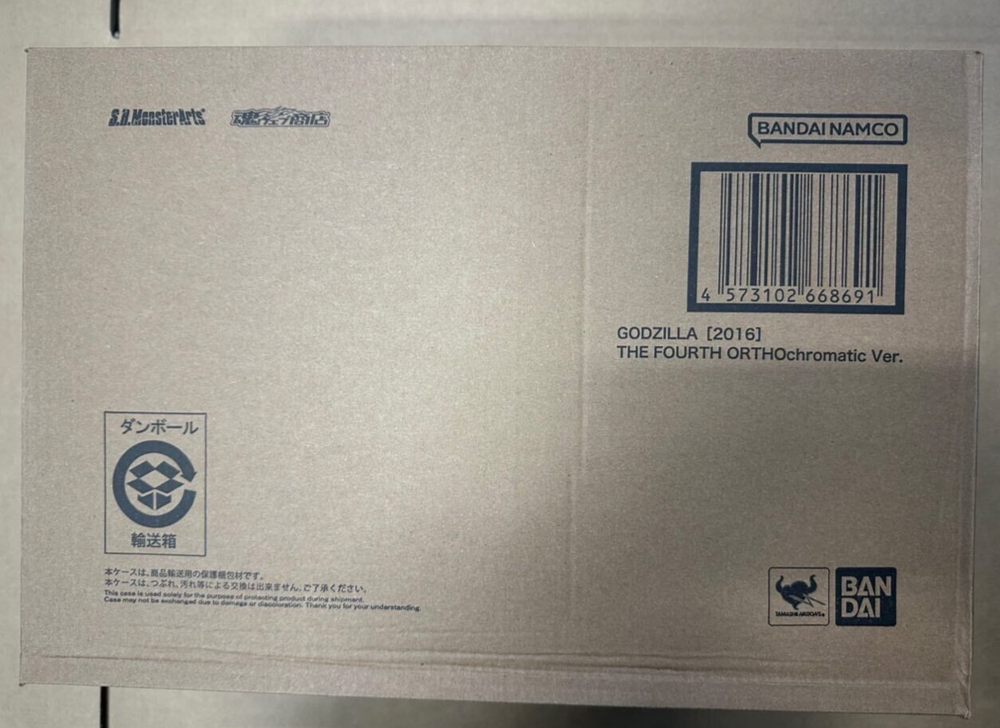 S.H.MonsterArts
魂ウェブ商店
BANDAI NAMCO
4 573102 668691
GODZILLA [2016]
THE FOURTH ORTHOchromatic Ver.
ダンボール
輸送箱
本ケースは、商品輸送用の保護梱包材です。
本ケースは、つぶれ、汚れ等による交換は出来ません。ご了承ください。
This case is used solely for the purpose of protecting product during shipment.
Case may not be exchanged due to damage or discoloration. Thank you for your understanding.
TAMASHII NATIONS
BAN
DAI